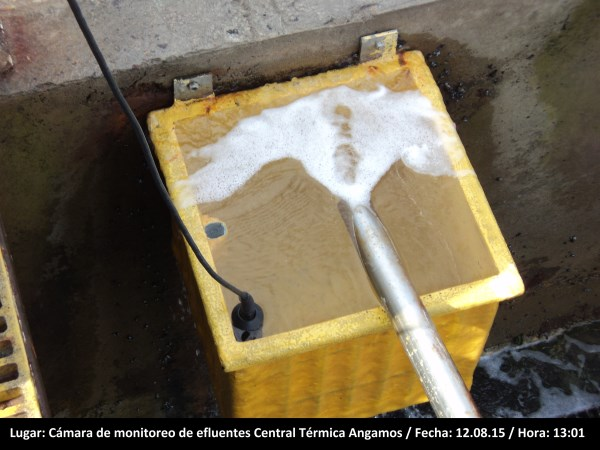 Lugar: Cámara de monitoreo de efluentes Central Térmica Angamos / Fecha: 12.08.15 / Hora: 13:01